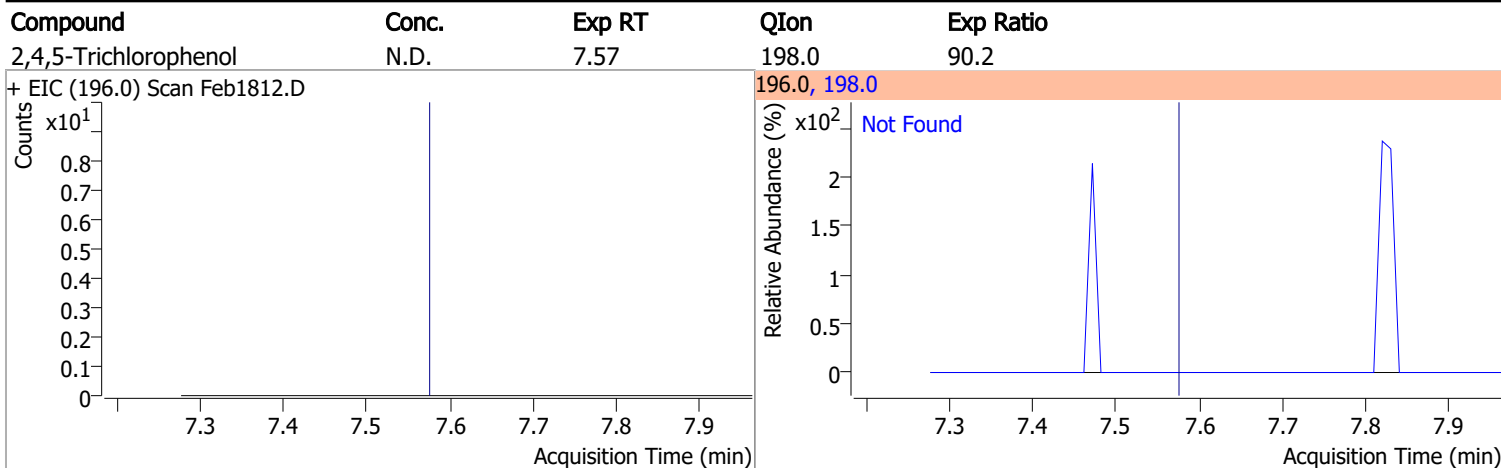 Compound Conc. Exp RT QIon Exp Ratio
2,4,5-Trichlorophenol N.D. 7.57 198.0 90.2
+ EIC (196.0) Scan Feb1812.D
Counts
x10^1
0.8
0.7
0.6
0.5
0.4
0.3
0.2
0.1
0
7.3 7.4 7.5 7.6 7.7 7.8 7.9
Acquisition Time (min)
196.0, 198.0
Relative Abundance (%)
x10^2
Not Found
2
1.5
1
0.5
0
7.3 7.4 7.5 7.6 7.7 7.8 7.9
Acquisition Time (min)